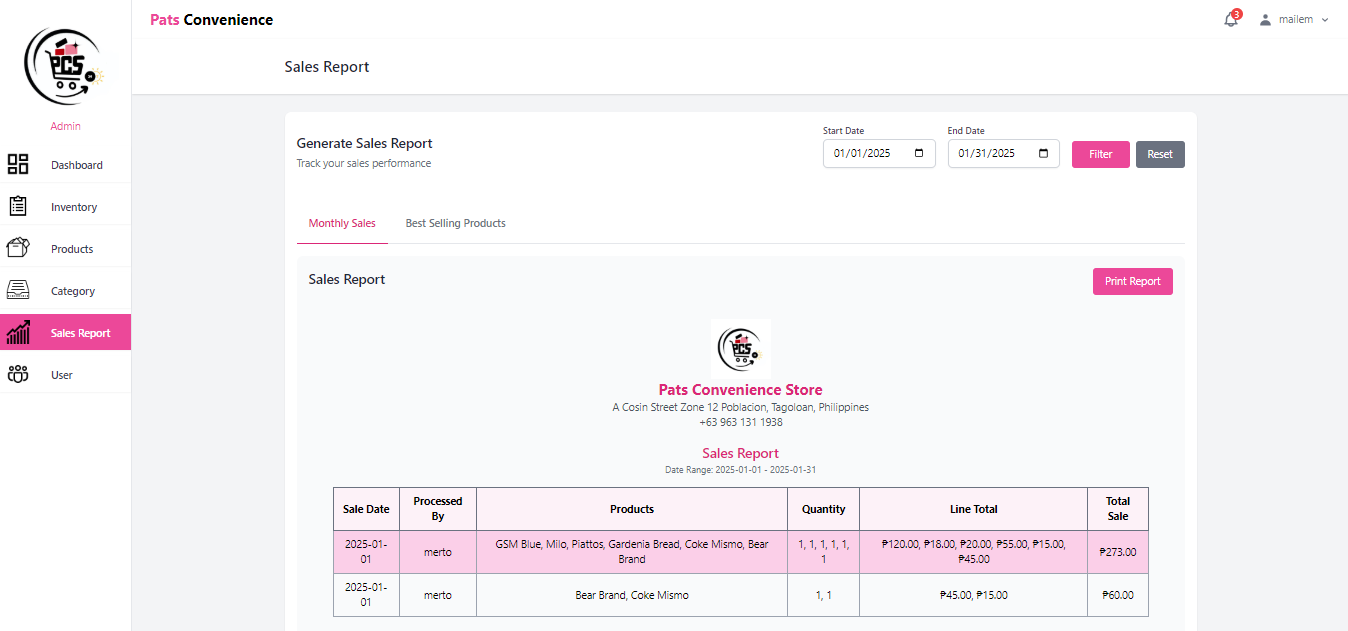 Pats Convenience
3
mailem
PCS
Admin
Dashboard
Inventory
Products
Category
Sales Report
User
Sales Report
Generate Sales Report
Track your sales performance
Start Date
01/01/2025
End Date
01/31/2025
Filter
Reset
Monthly Sales
Best Selling Products
Sales Report
Print Report
PCS
Pats Convenience Store
A Cosin Street Zone 12 Poblacion, Tagoloan, Philippines
+63 963 131 1938
Sales Report
Date Range: 2025-01-01 - 2025-01-31
Sale Date
Processed
By
Products
Quantity
Line Total
Total
Sale
2025-01-
01
merto
GSM Blue, Milo, Piattos, Gardenia Bread, Coke Mismo, Bear
Brand
1, 1, 1, 1, 1,
1
₱120.00, ₱18.00, ₱20.00, ₱55.00, ₱15.00,
₱45.00
₱273.00
2025-01-
01
merto
Bear Brand, Coke Mismo
1, 1
₱45.00, ₱15.00
₱60.00